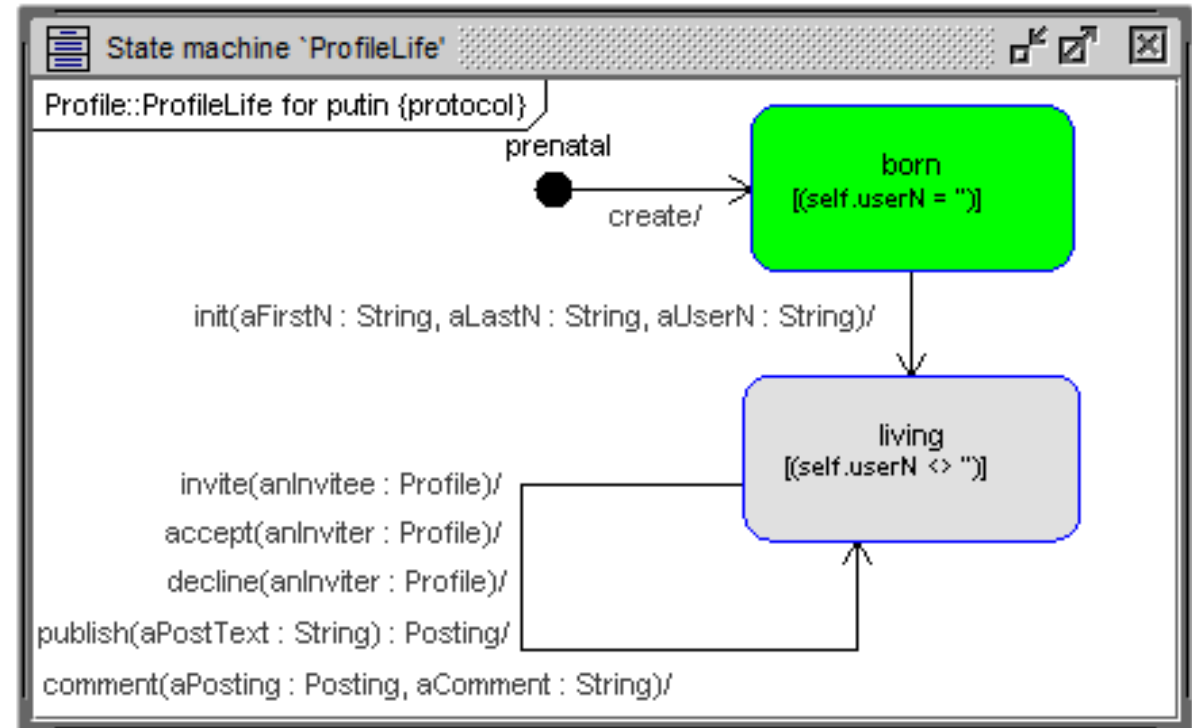 State machine `ProfileLife'
Profile::ProfileLife for putin {protocol}
prenatal
born
[(self.userN = '')]
create/
init(aFirstN : String, aLastN : String, aUserN : String)/
living
[(self.userN <> '')]
invite(anInvitee : Profile)/
accept(anInviter : Profile)/
decline(anInviter : Profile)/
publish(aPostText : String) : Posting/
comment(aPosting : Posting, aComment : String)/